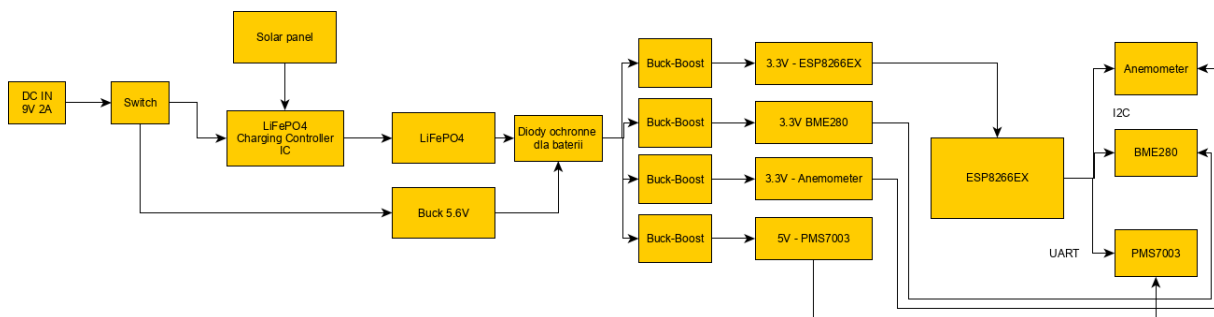 Solar panel
DC IN
9V 2A
Switch
LiFePO4
Charging Controller
IC
LiFePO4
Buck 5.6V
Diody ochronne
dla baterii
Buck-Boost
3.3V - ESP8266EX
Buck-Boost
3.3V BME280
Buck-Boost
3.3V - Anemometer
Buck-Boost
5V - PMS7003
ESP8266EX
Anemometer
I2C
BME280
UART
PMS7003